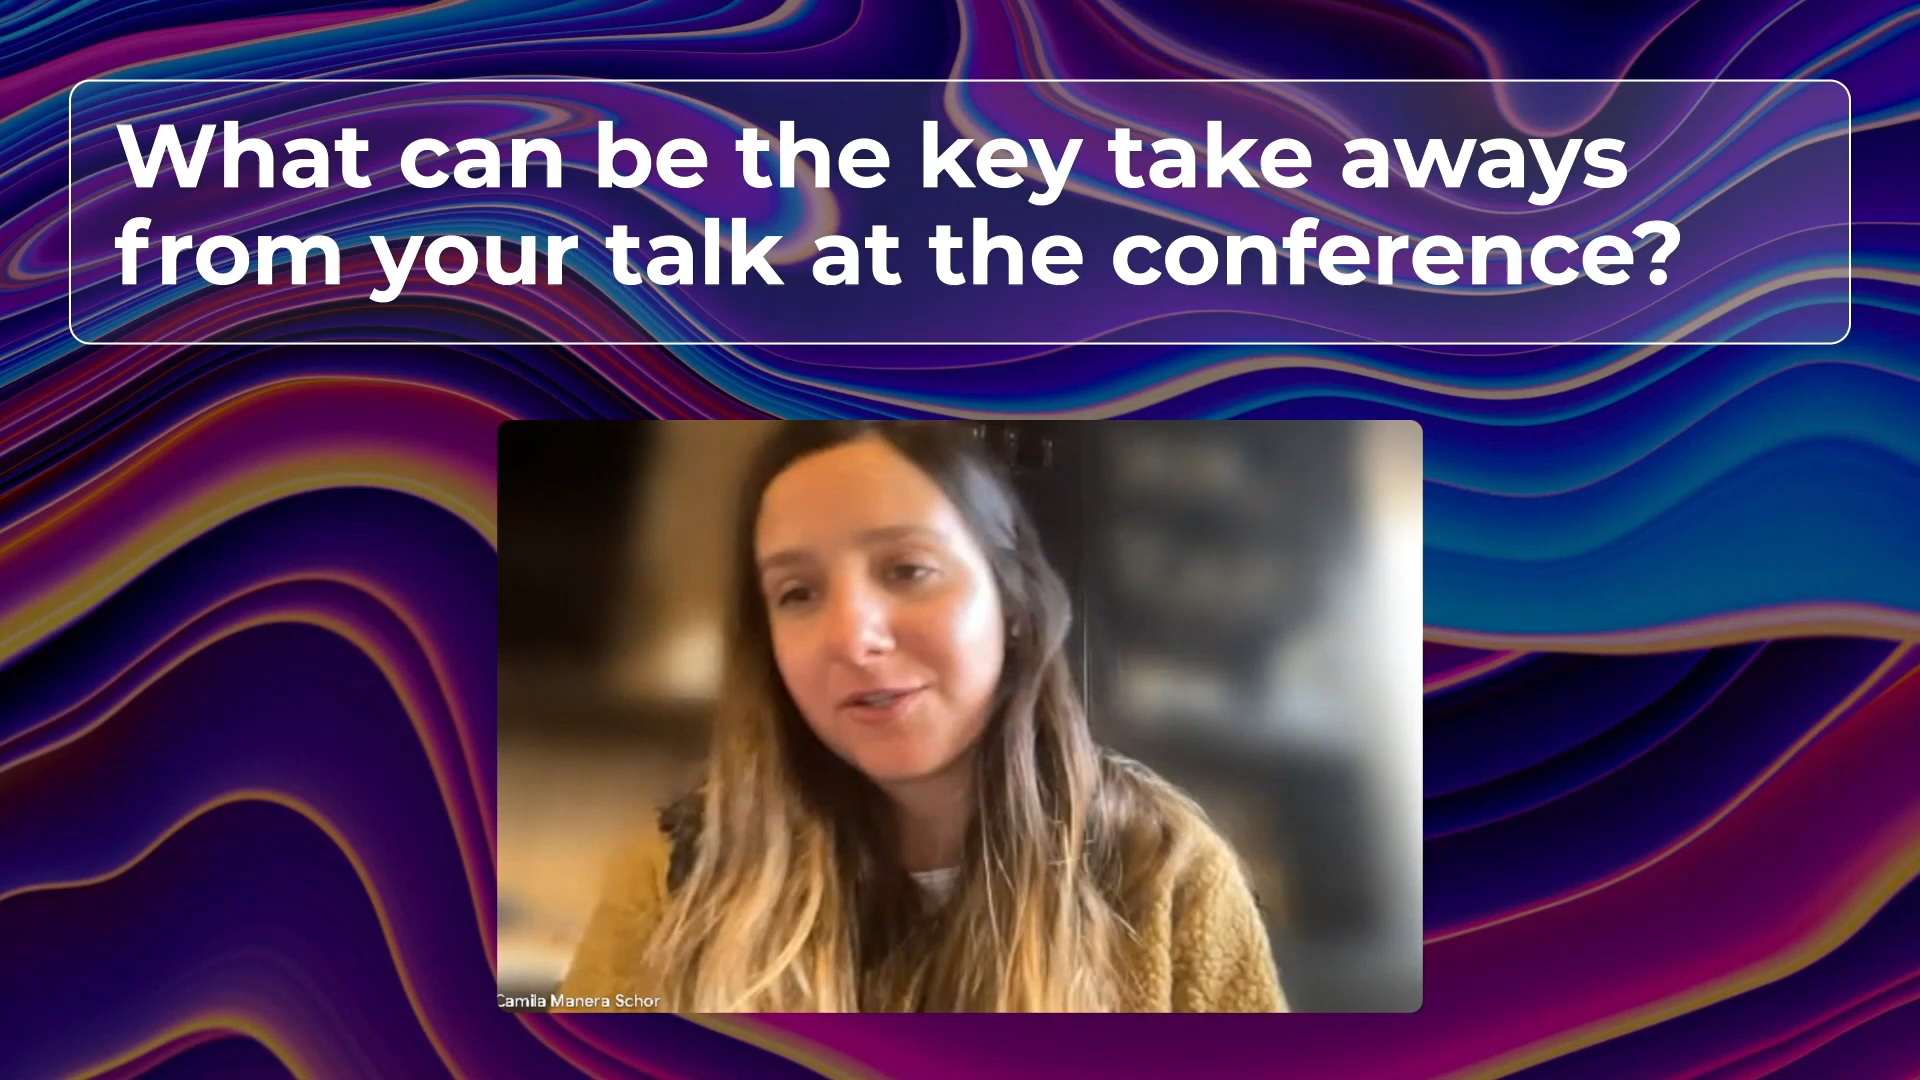 What can be the key take aways
from your talk at the conference?
Camila Manera Schor